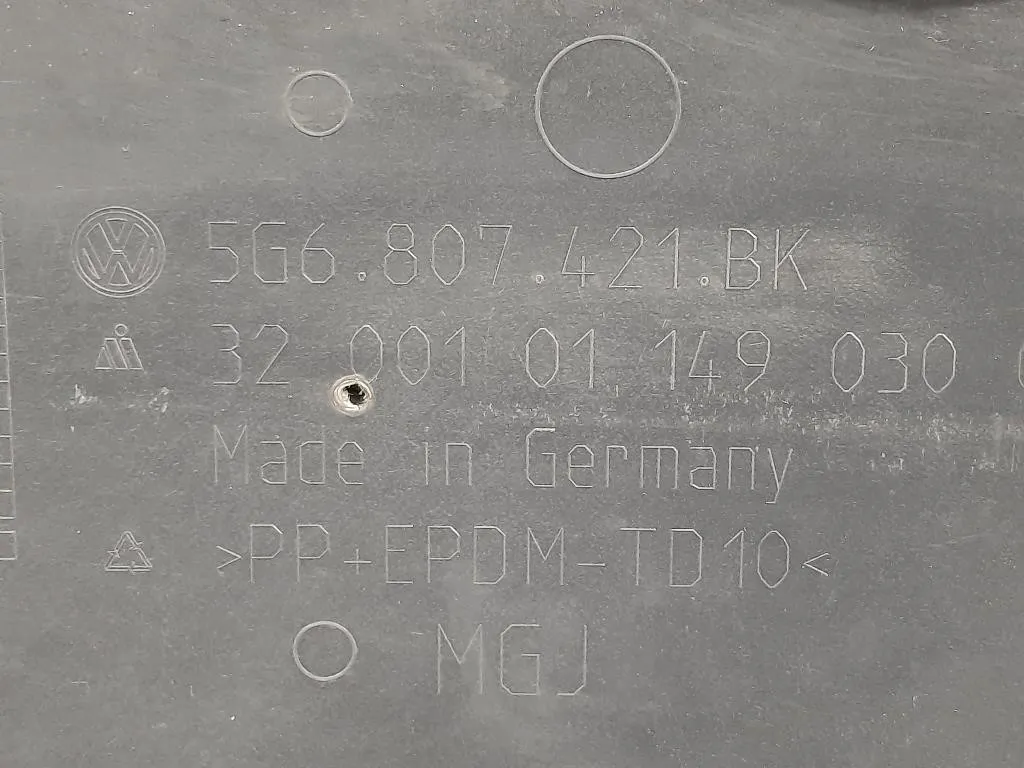 5G6.807.421.BK
32 001 01 149 030
Made in Germany
>PP+EPDM-TD10<
MGJ